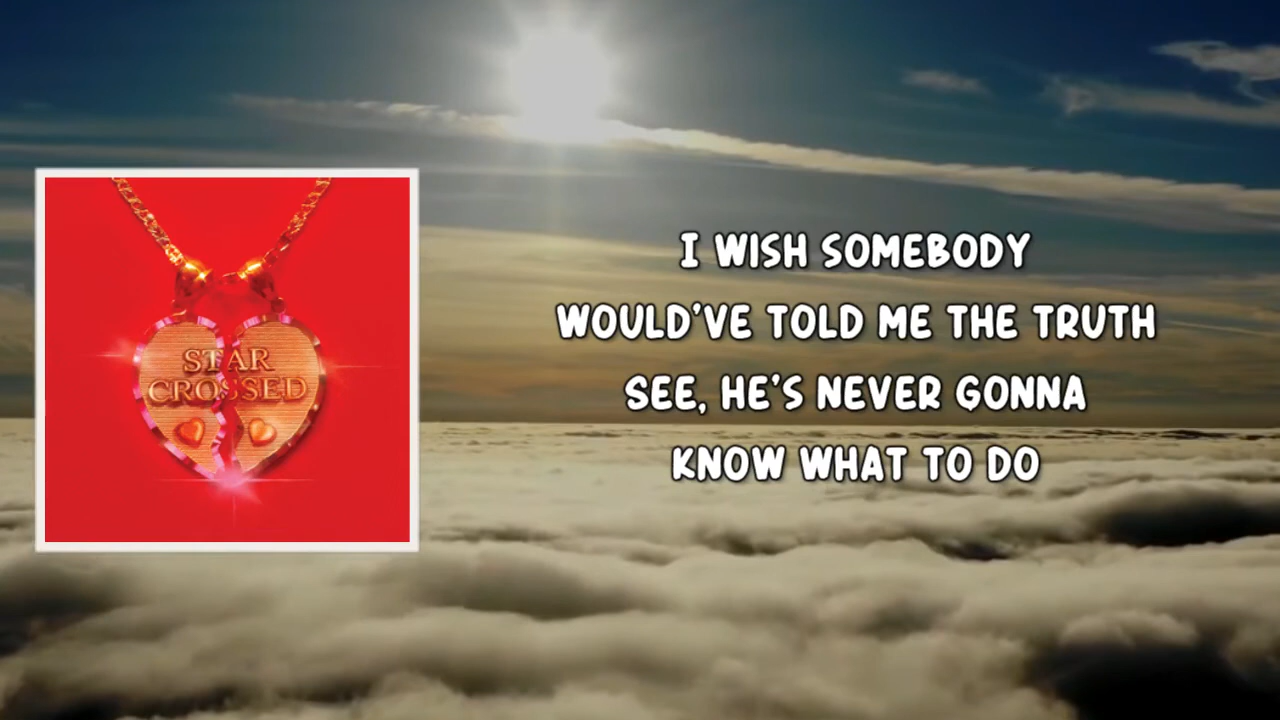 STAR
CROSSED
I WISH SOMEBODY
WOULD'VE TOLD ME THE TRUTH
SEE, HE'S NEVER GONNA
KNOW WHAT TO DO